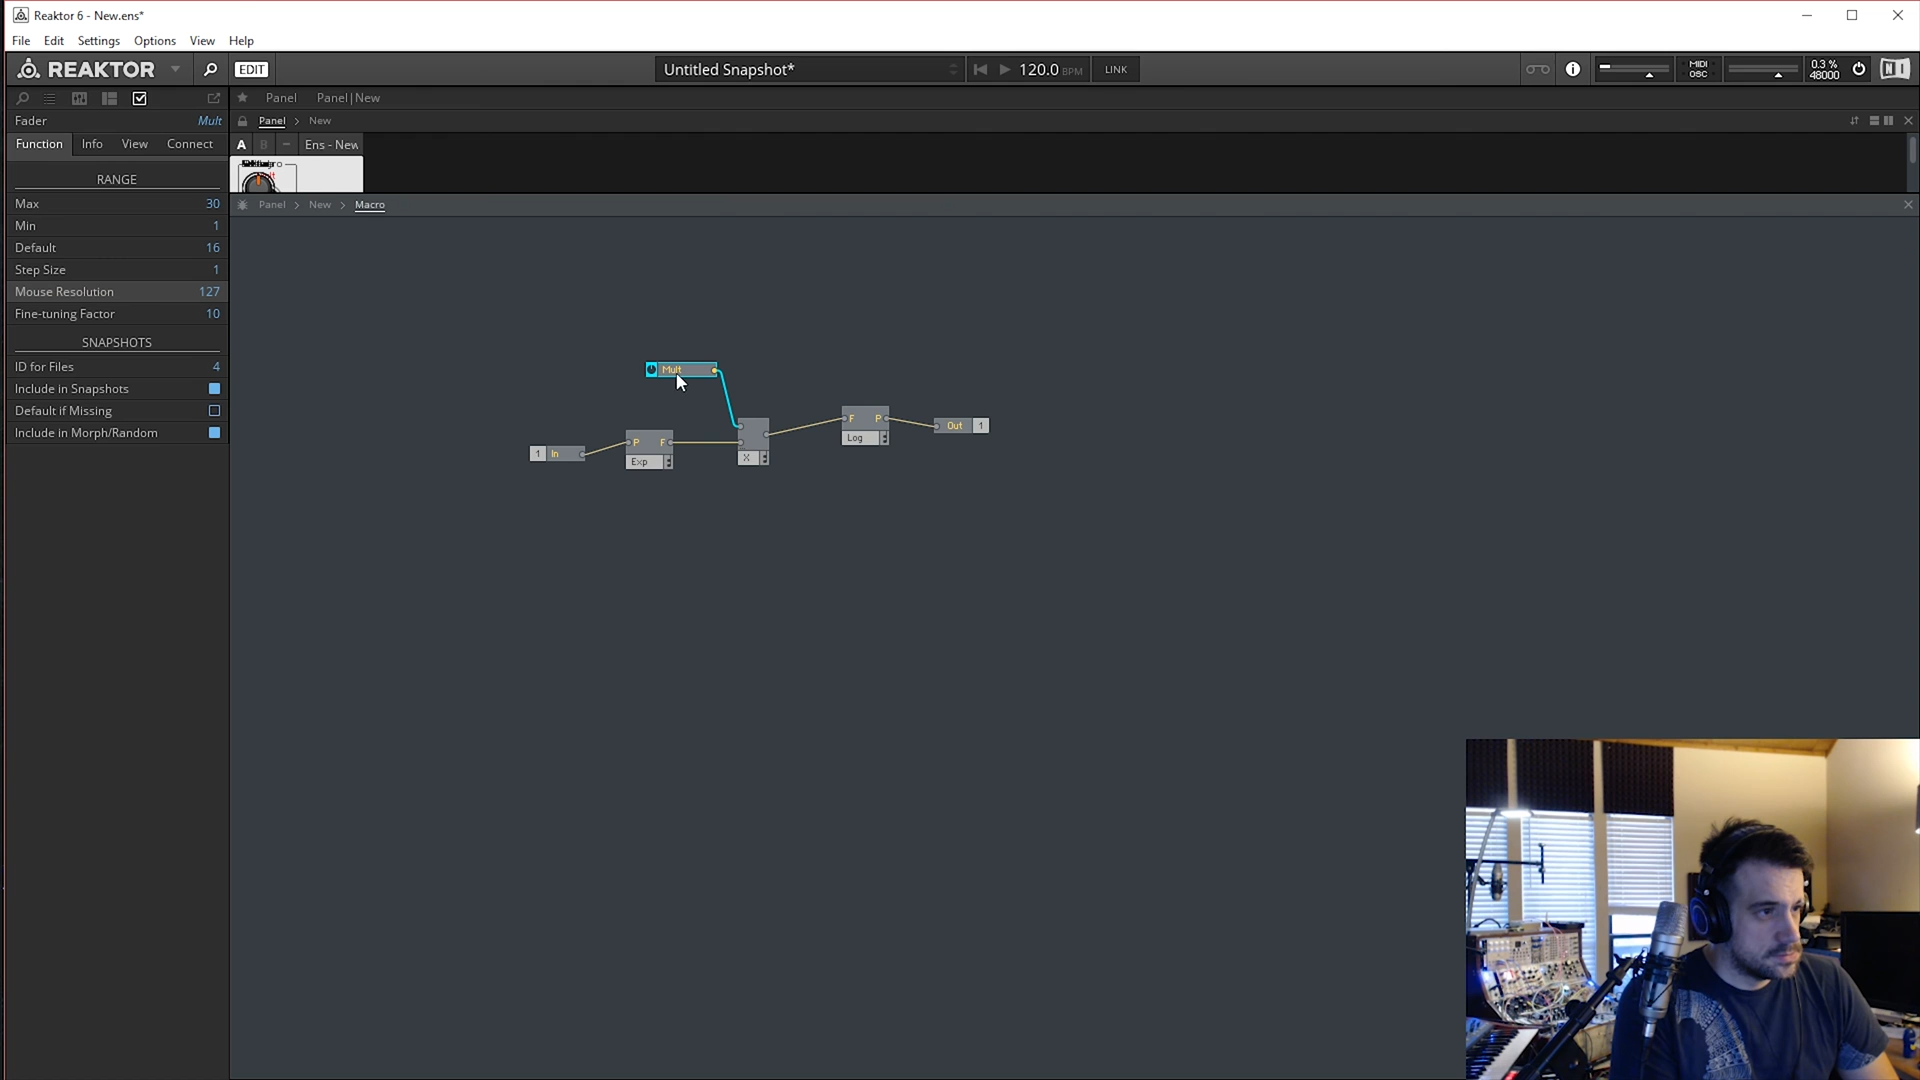 Reaktor 6 - New.ens*
File Edit Settings Options View Help
REAKTOR EDIT Untitled Snapshot* 120.0 BPM LINK MIDI OSC 0.3 % 48000 NI
Panel Panel|New
Fader Mult
Panel > New
Function Info View Connect
A B Ens - New
RANGE
Panel > New > Macro
Max 30
Min 1
Default 16
Step Size 1
Mouse Resolution 127
Fine-tuning Factor 10
SNAPSHOTS
ID for Files 4
Include in Snapshots
Default if Missing
Include in Morph/Random
Mult
F P
Log
Out 1
P F
Exp
X
1 In